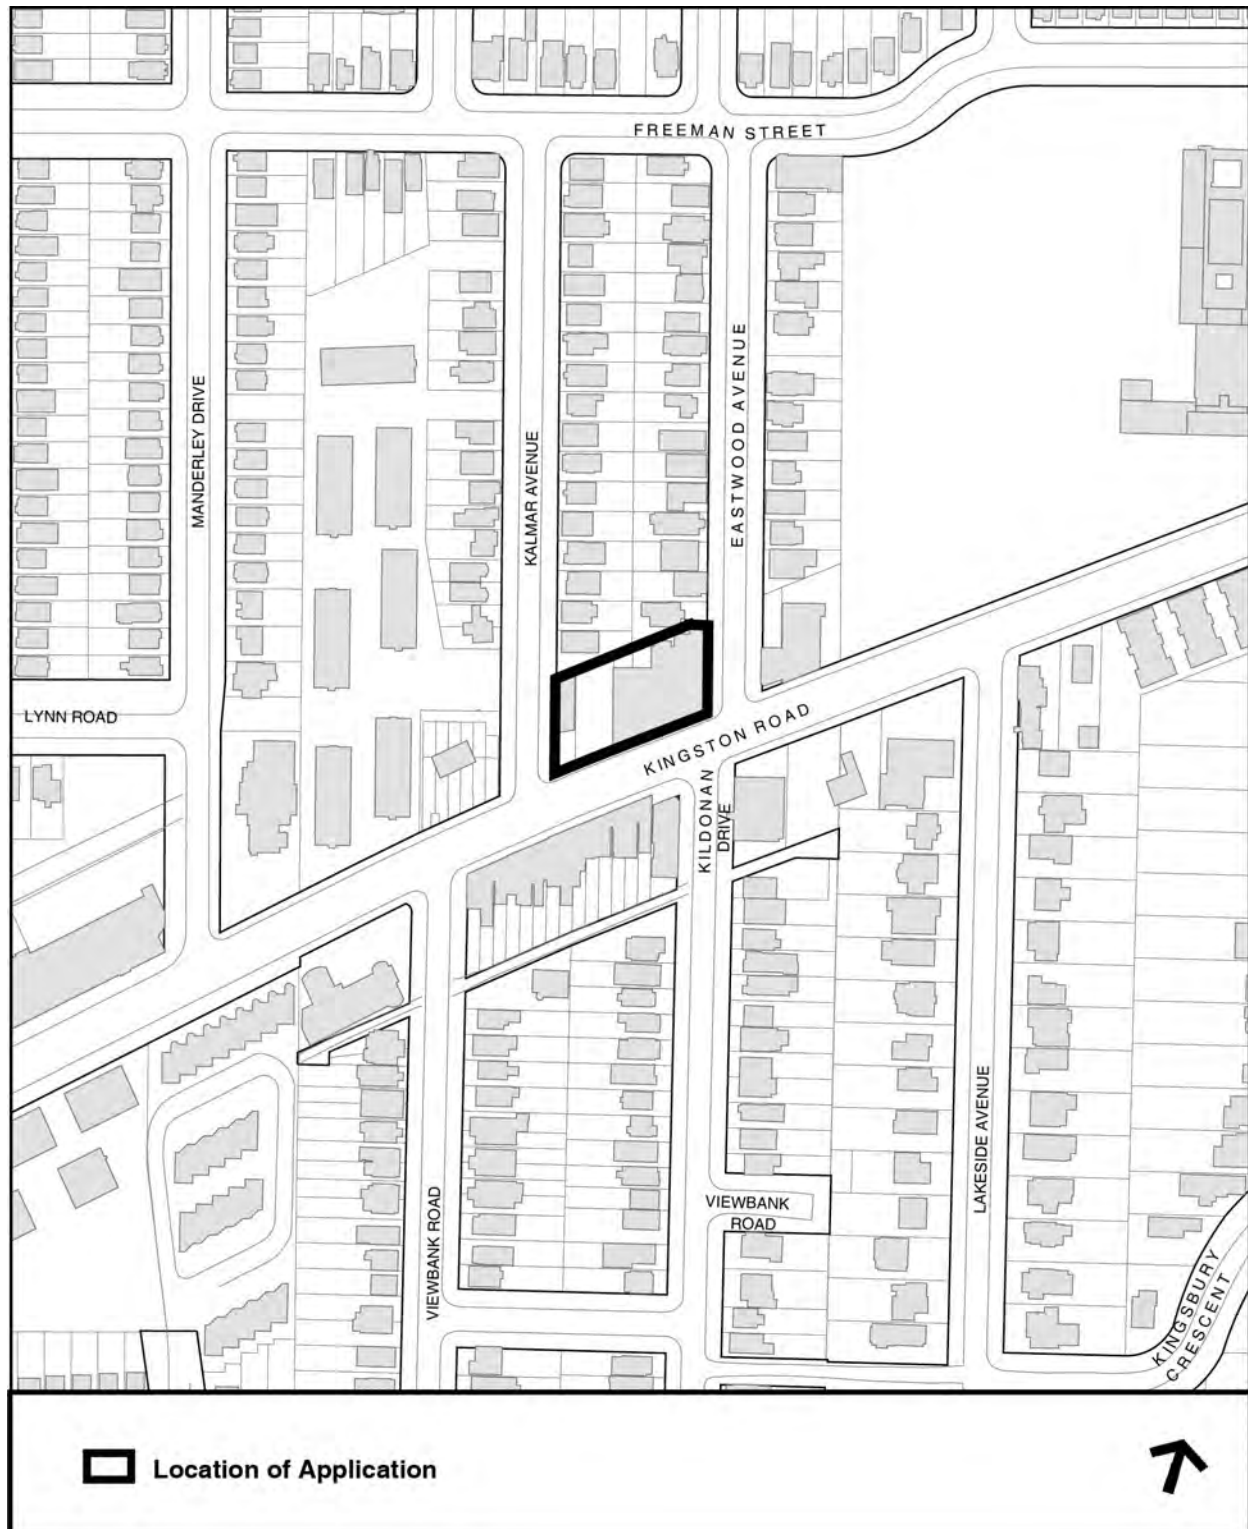 FREEMAN STREET
MANDERLEY DRIVE
KALMAR AVENUE
EASTWOOD AVENUE
LYNN ROAD
KINGSTON ROAD
KILDONAN
DRIVE
LAKESIDE AVENUE
VIEWBANK ROAD
VIEWBANK
ROAD
KINGSBURY
CRESCENT
Location of Application